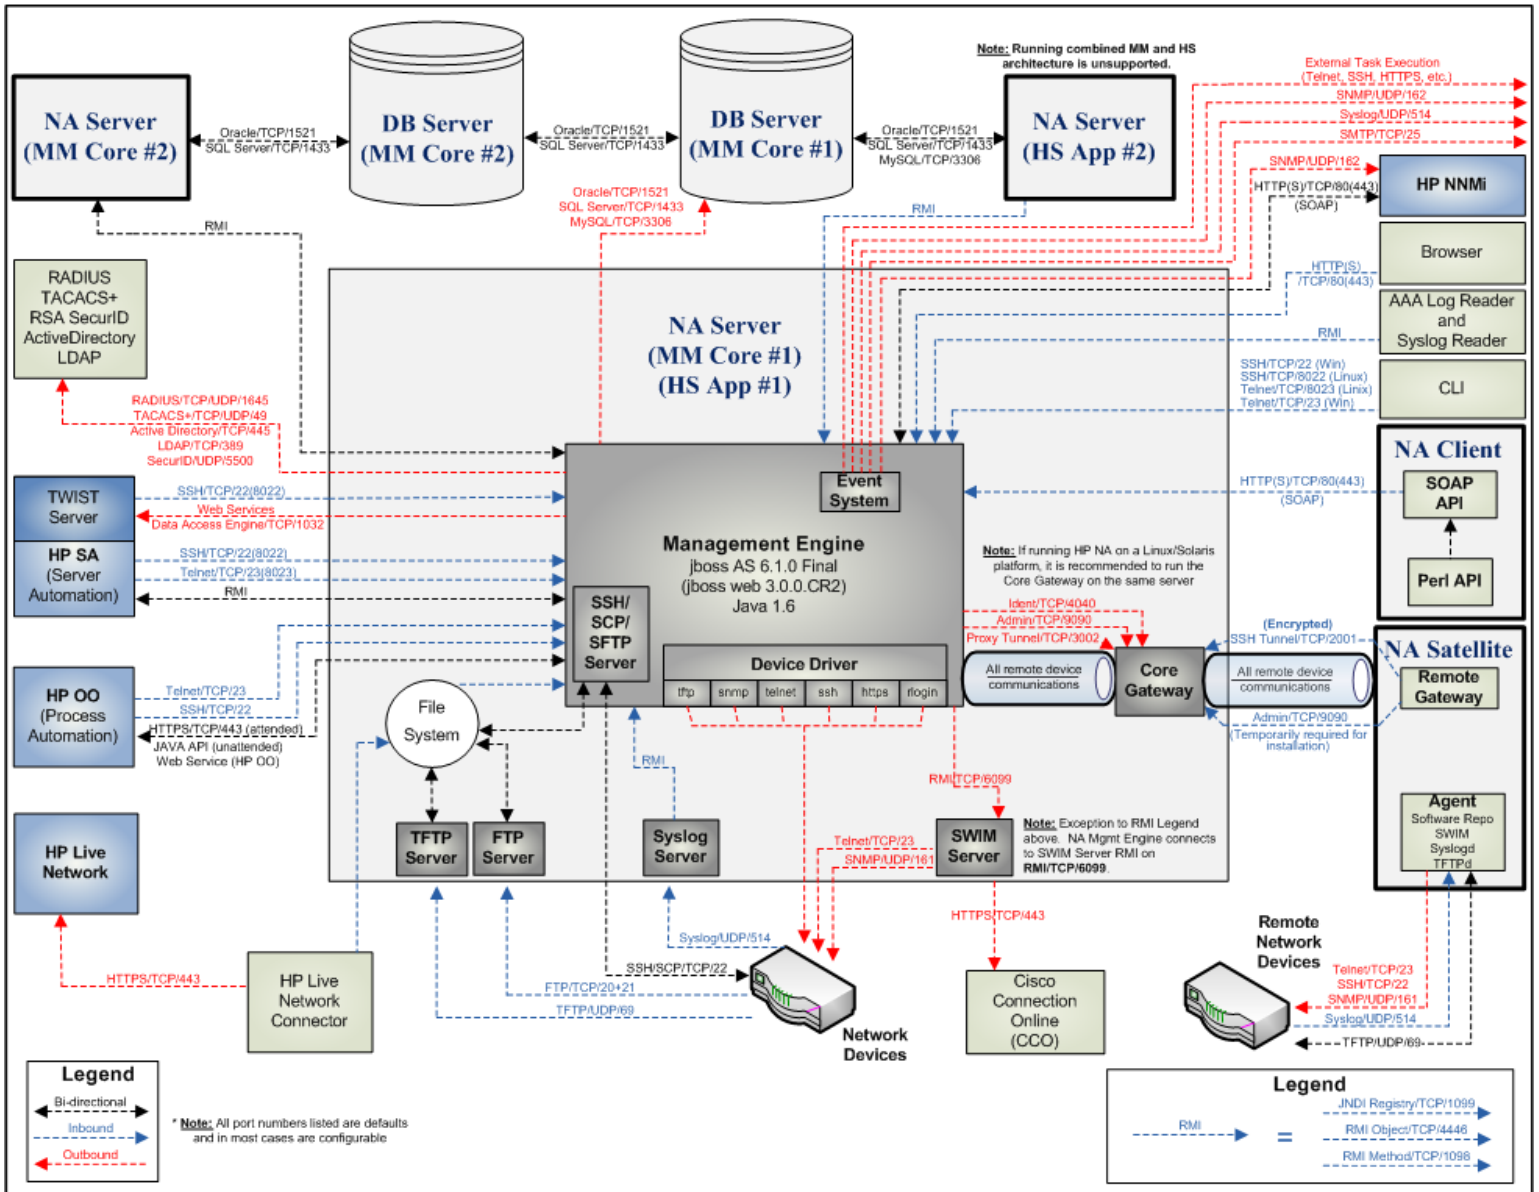 Note: Running combined MM and HS
architecture is unsupported.
External Task Execution
(Telnet, SSH, HTTPS, etc.)
SNMP/UDP/162
Syslog/UDP/514
SMTP/TCP/25
SNMP/UDP/162
NA Server
(MM Core #2)
Oracle/TCP/1521
SQL Server/TCP/1433
DB Server
(MM Core #2)
Oracle/TCP/1521
SQL Server/TCP/1433
DB Server
(MM Core #1)
Oracle/TCP/1521
SQL Server/TCP/1433
MySQL/TCP/3306
NA Server
(HS App #2)
HP NNMi
HTTP(S)/TCP/80(443)
(SOAP)
Oracle/TCP/1521
SQL Server/TCP/1433
MySQL/TCP/3306
RMI
RMI
Browser
HTTP(S)
/TCP/80(443)
AAA Log Reader
and
Syslog Reader
RMI
CLI
SSH/TCP/22 (Win)
SSH/TCP/8022 (Linux)
Telnet/TCP/8023 (Linix)
Telnet/TCP/23 (Win)
RADIUS
TACACS+
RSA SecurID
ActiveDirectory
LDAP
RADIUS/TCP/UDP/1645
TACACS+/TCP/UDP/49
Active Directory/TCP/445
LDAP/TCP/389
SecurID/UDP/5500
NA Server
(MM Core #1)
(HS App #1)
NA Client
SOAP
API
Perl API
HTTP(S)/TCP/80(443)
(SOAP)
TWIST
Server
SSH/TCP/22(8022)
Web Services
Data Access Engine/TCP/1032
HP SA
(Server
Automation)
SSH/TCP/22(8022)
Telnet/TCP/23(8023)
RMI
Event
System
Management Engine
jboss AS 6.1.0 Final
(jboss web 3.0.0.CR2)
Java 1.6
Note: If running HP NA on a Linux/Solaris
platform, it is recommended to run the
Core Gateway on the same server
SSH/
SCP/
SFTP
Server
Ident/TCP/4040
Admin/TCP/9090
Proxy Tunnel/TCP/3002
(Encrypted)
SSH Tunnel/TCP/2001
NA Satellite
Device Driver
tftp
snmp
telnet
ssh
https
rlogin
All remote device
communications
Core
Gateway
All remote device
communications
Remote
Gateway
Admin/TCP/9090
(Temporarily required for
installation)
HP OO
(Process
Automation)
Telnet/TCP/23
SSH/TCP/22
HTTPS/TCP/443 (attended)
JAVA API (unattended)
Web Service (HP OO)
File
System
RMI
RMI/TCP/6099
Agent
Software Repo
SWIM
Syslogd
TFTPd
HP Live
Network
TFTP
Server
FTP
Server
Syslog
Server
Telnet/TCP/23
SNMP/UDP/161
SWIM
Server
Note: Exception to RMI Legend
above. NA Mgmt Engine connects
to SWIM Server RMI on
RMI/TCP/6099.
HTTPS/TCP/443
HTTPS/TCP/443
HP Live
Network
Connector
Syslog/UDP/514
SSH/SCP/TCP/22
FTP/TCP/20+21
TFTP/UDP/69
Network
Devices
Cisco
Connection
Online
(CCO)
Remote
Network
Devices
Telnet/TCP/23
SSH/TCP/22
SNMP/UDP/161
Syslog/UDP/514
TFTP/UDP/69
Legend
Bi-directional
Inbound
Outbound
* Note: All port numbers listed are defaults
and in most cases are configurable
Legend
RMI
=
JNDI Registry/TCP/1099
RMI Object/TCP/4446
RMI Method/TCP/1098